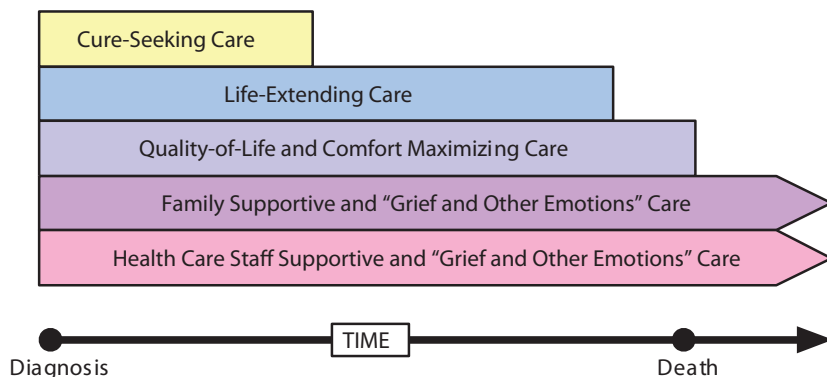 Cure-Seeking Care
Life-Extending Care
Quality-of-Life and Comfort Maximizing Care
Family Supportive and “Grief and Other Emotions” Care
Health Care Staff Supportive and “Grief and Other Emotions” Care
TIME
Diagnosis
Death